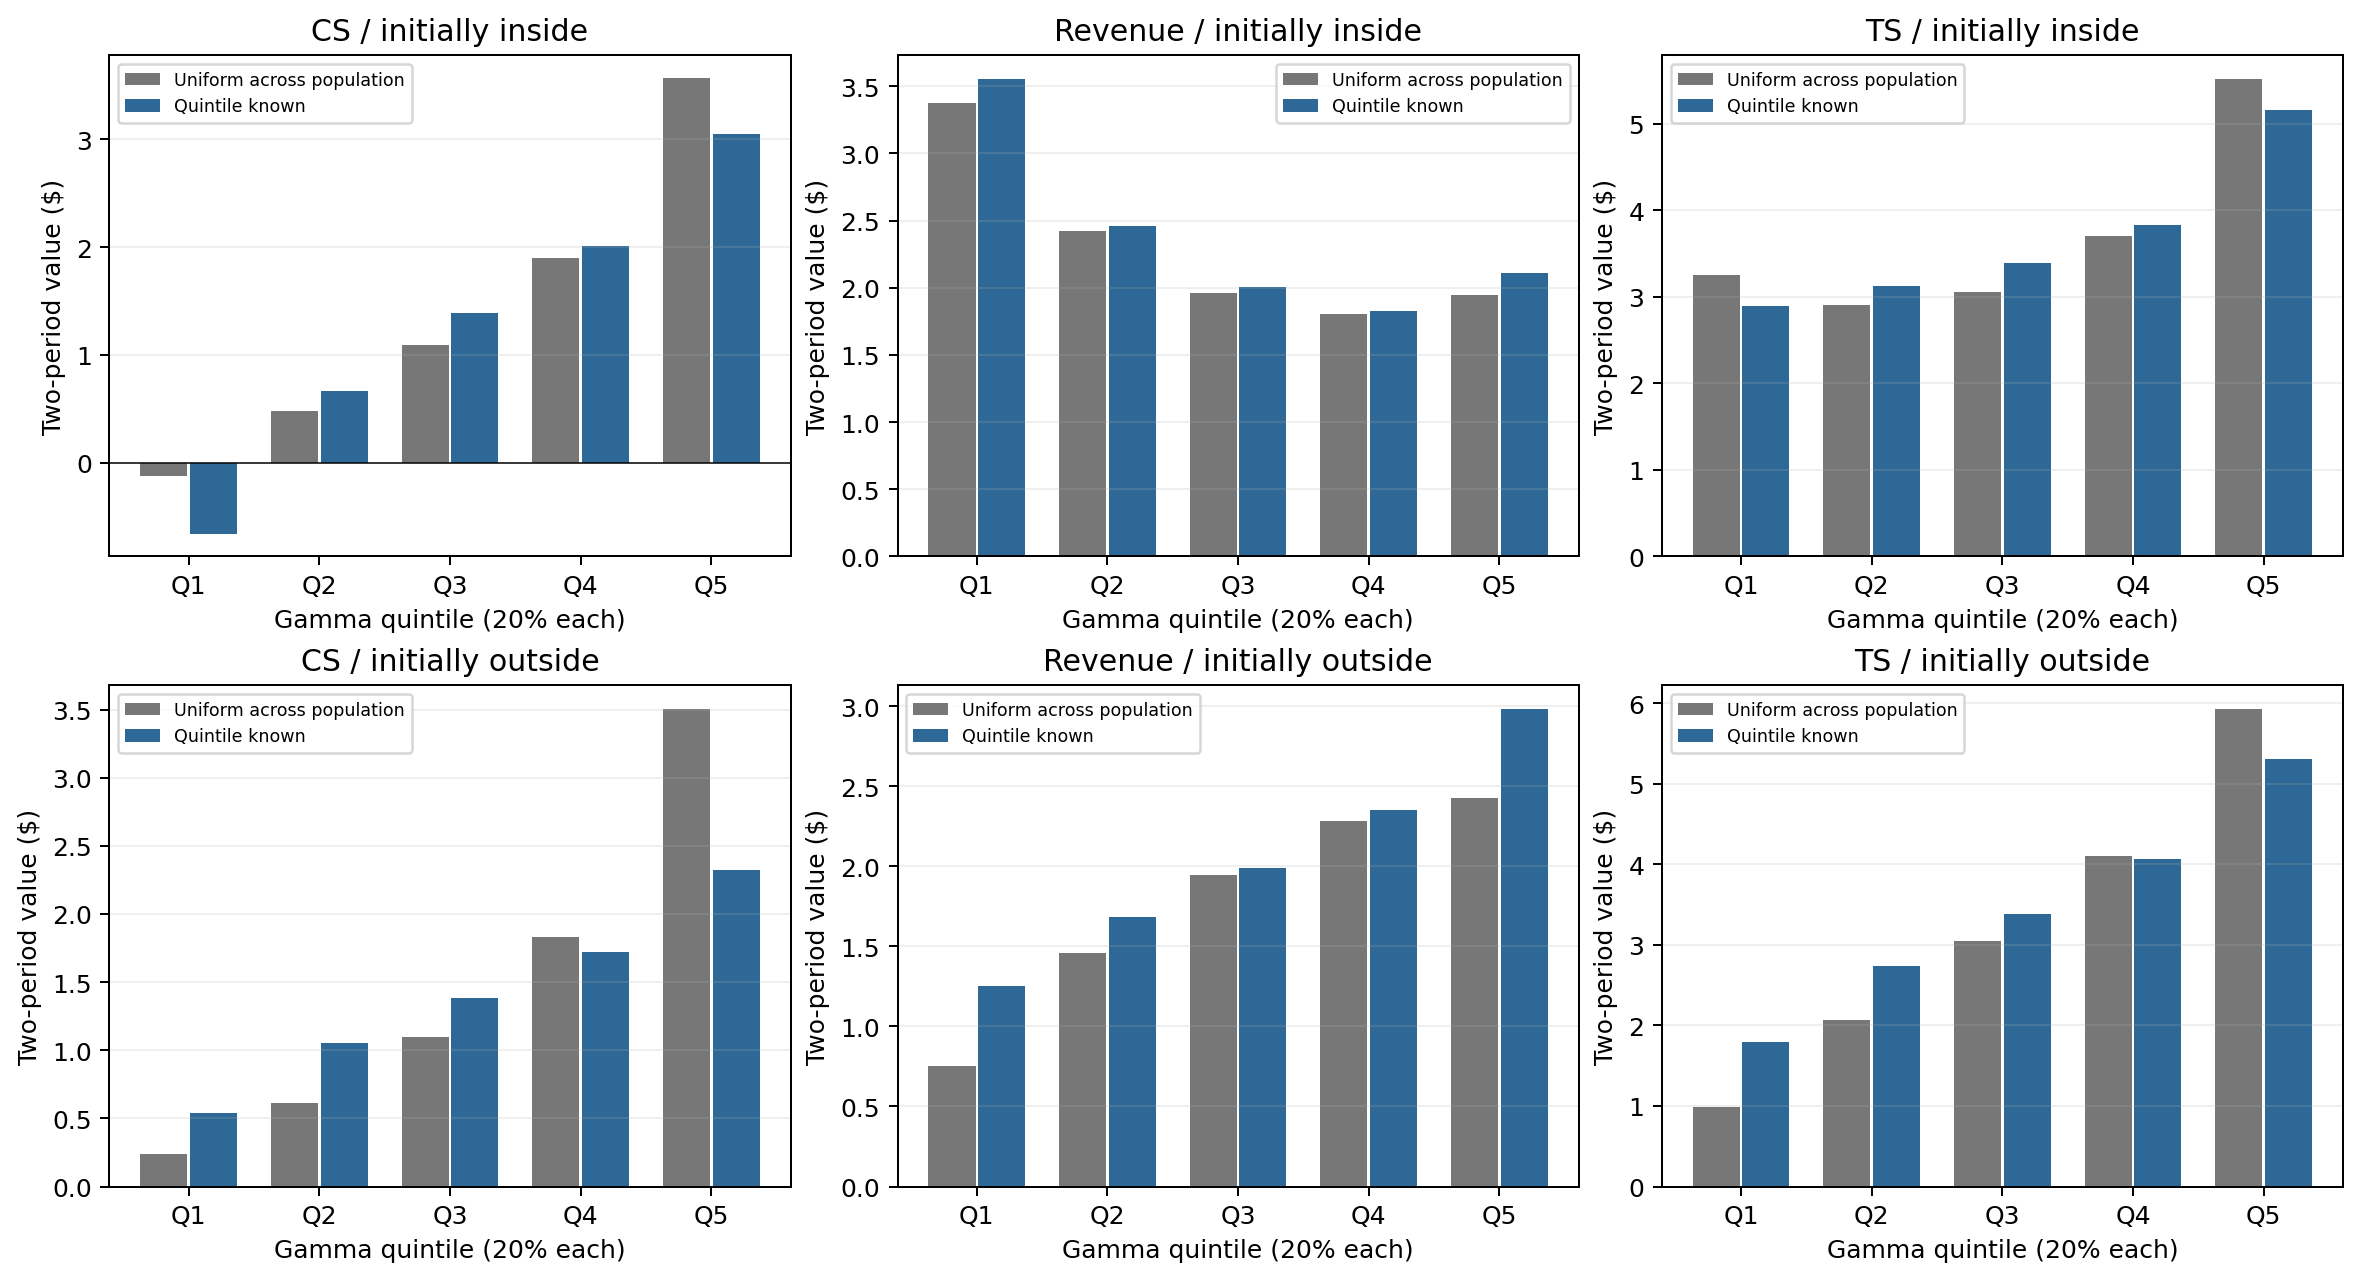 CS / initially inside
Uniform across population
Quintile known
Two-period value ($)
3
2
1
0
Q1 Q2 Q3 Q4 Q5
Gamma quintile (20% each)
Revenue / initially inside
Uniform across population
Quintile known
Two-period value ($)
3.5
3.0
2.5
2.0
1.5
1.0
0.5
0.0
Q1 Q2 Q3 Q4 Q5
Gamma quintile (20% each)
TS / initially inside
Uniform across population
Quintile known
Two-period value ($)
5
4
3
2
1
0
Q1 Q2 Q3 Q4 Q5
Gamma quintile (20% each)
CS / initially outside
Uniform across population
Quintile known
Two-period value ($)
3.5
3.0
2.5
2.0
1.5
1.0
0.5
0.0
Q1 Q2 Q3 Q4 Q5
Gamma quintile (20% each)
Revenue / initially outside
Uniform across population
Quintile known
Two-period value ($)
3.0
2.5
2.0
1.5
1.0
0.5
0.0
Q1 Q2 Q3 Q4 Q5
Gamma quintile (20% each)
TS / initially outside
Uniform across population
Quintile known
Two-period value ($)
6
5
4
3
2
1
0
Q1 Q2 Q3 Q4 Q5
Gamma quintile (20% each)